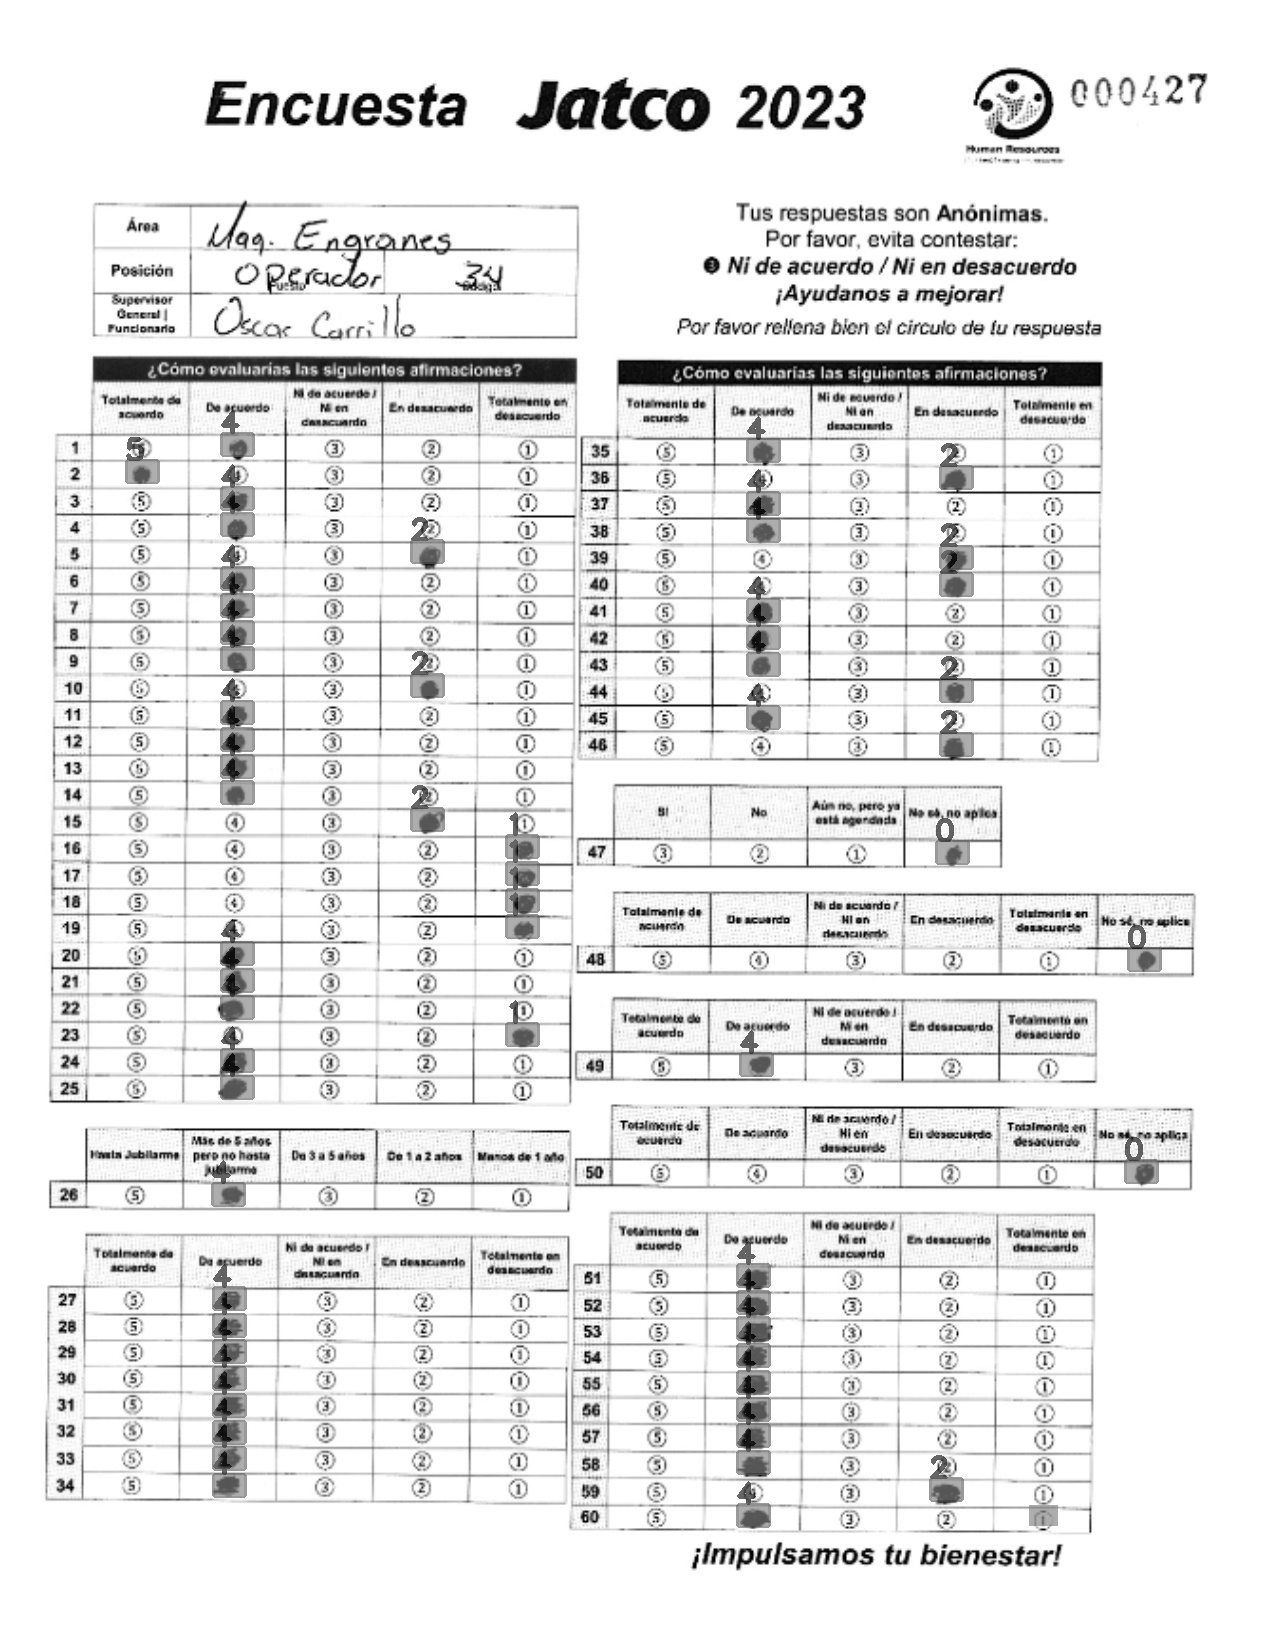 Encuesta Jatco 2023
Human Resources
000427
Área Maq. Engranes
Posición Operador 34
Supervisor General | Funcionario Oscar Carrillo
Tus respuestas son Anónimas.
Por favor, evita contestar:
❸ Ni de acuerdo / Ni en desacuerdo
¡Ayudanos a mejorar!
Por favor rellena bien el circulo de tu respuesta
¿Cómo evaluarías las siguientes afirmaciones?
Totalmente de acuerdo De acuerdo Ni de acuerdo / Ni en desacuerdo En desacuerdo Totalmente en desacuerdo
1 5 4 3 2 1
2 4 3 2 1
3 5 4 3 2 1
4 5 3 2 1
5 5 4 3 1
6 5 4 3 2 1
7 5 4 3 2 1
8 5 4 3 2 1
9 5 3 2 1
10 5 4 3 1
11 5 4 3 2 1
12 5 4 3 2 1
13 5 4 3 2 1
14 5 3 2 1
15 5 4 3 1
16 5 4 3 2 1
17 5 4 3 2 1
18 5 4 3 2 1
19 5 4 3 2
20 5 4 3 2 1
21 5 4 3 2 1
22 5 3 2 1
23 5 4 3 2
24 5 4 3 2 1
25 5 3 2 1
Hasta Jubilarme Más de 5 años pero no hasta jubilarme De 3 a 5 años De 1 a 2 años Menos de 1 año
26 5 3 2 1
Totalmente de acuerdo De acuerdo Ni de acuerdo / Ni en desacuerdo En desacuerdo Totalmente en desacuerdo
4
27 5 4 3 2 1
28 5 4 3 2 1
29 5 4 3 2 1
30 5 4 3 2 1
31 5 4 3 2 1
32 5 4 3 2 1
33 5 4 3 2 1
34 5 3 2 1
¿Cómo evaluarías las siguientes afirmaciones?
Totalmente de acuerdo De acuerdo Ni de acuerdo / Ni en desacuerdo En desacuerdo Totalmente en desacuerdo
4
35 5 3 2 1
36 5 4 3 1
37 5 4 3 2 1
38 5 3 2 1
39 5 4 3 2 1
40 5 4 3 1
41 5 4 3 2 1
42 5 4 3 2 1
43 5 3 2 1
44 5 4 3 1
45 5 3 2 1
46 5 4 3 1
Sí No Aún no, pero ya está agendada No sé, no aplica
0
47 3 2 1
Totalmente de acuerdo De acuerdo Ni de acuerdo / Ni en desacuerdo En desacuerdo Totalmente en desacuerdo No sé, no aplica
0
48 5 4 3 2 1
Totalmente de acuerdo De acuerdo Ni de acuerdo / Ni en desacuerdo En desacuerdo Totalmente en desacuerdo
4
49 5 3 2 1
Totalmente de acuerdo De acuerdo Ni de acuerdo / Ni en desacuerdo En desacuerdo Totalmente en desacuerdo No sé, no aplica
0
50 5 4 3 2 1
Totalmente de acuerdo De acuerdo Ni de acuerdo / Ni en desacuerdo En desacuerdo Totalmente en desacuerdo
4
51 5 4 3 2 1
52 5 4 3 2 1
53 5 4 3 2 1
54 5 4 3 2 1
55 5 4 3 2 1
56 5 4 3 2 1
57 5 4 3 2 1
58 5 3 2 1
59 5 4 3 1
60 5 3 2 1
¡Impulsamos tu bienestar!